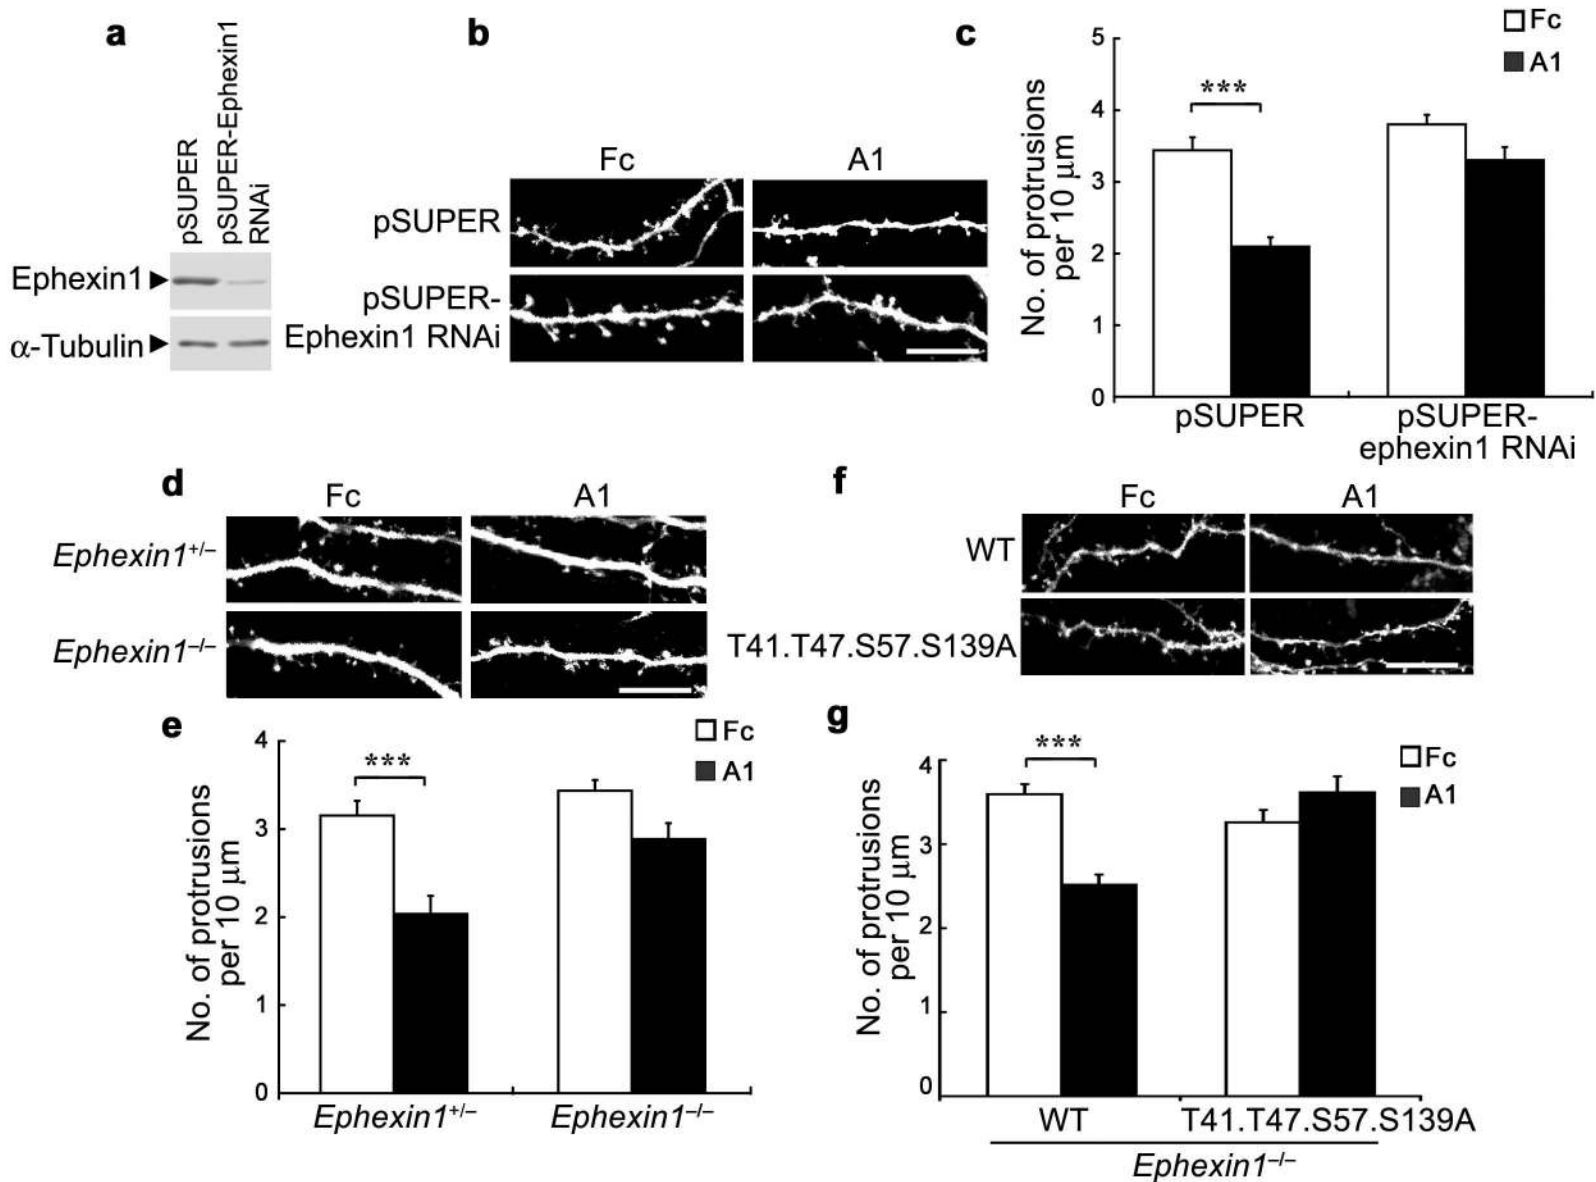 a
pSUPER
pSUPER-Ephexin1
RNAi
Ephexin1
α-Tubulin
b
Fc
A1
pSUPER
pSUPER-
Ephexin1 RNAi
c
Fc
A1
No. of protrusions
per 10 μm
5
4
3
2
1
0
***
pSUPER
pSUPER-
ephexin1 RNAi
d
Fc
A1
Ephexin1+/–
Ephexin1–/–
e
Fc
A1
No. of protrusions
per 10 μm
4
3
2
1
0
***
Ephexin1+/–
Ephexin1–/–
f
Fc
A1
WT
T41.T47.S57.S139A
g
Fc
A1
No. of protrusions
per 10 μm
4
3
2
1
0
***
WT
T41.T47.S57.S139A
Ephexin1–/–